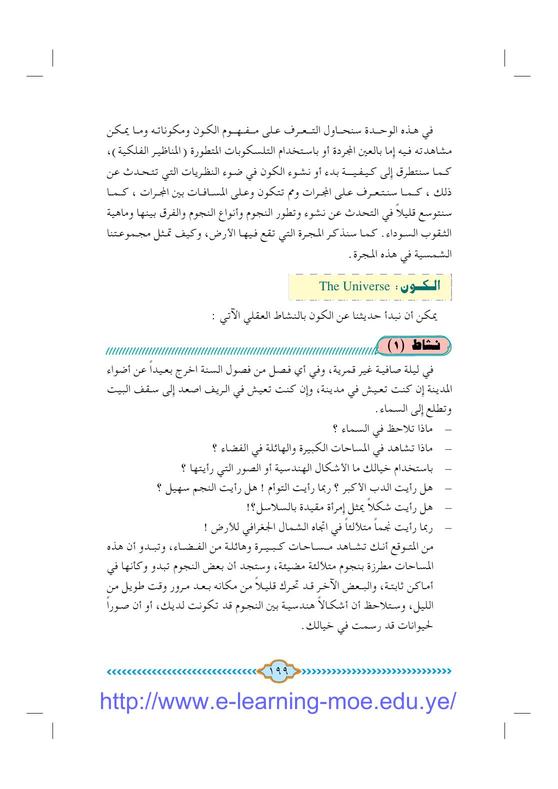 في هذه الوحدة سنحاول التعرف على مفهوم الكون ومكوناته وما يمكن
مشاهدته فيه إما بالعين المجردة أو باستخدام التلسكوبات المتطورة (المناظير الفلكية)،
كما سنتطرق إلى كيفية بدء أو نشوء الكون في ضوء النظريات التي تتحدث عن
ذلك ، كما سنتعرف على المجرات ومم تتكون وعلى المسافات بين المجرات ، كما
سنتوسع قليلاً في التحدث عن نشوء وتطور النجوم وأنواع النجوم والفرق بينها وماهية
الثقوب السوداء. كما سنذكر المجرة التي تقع فيها الأرض، وكيف تمثل مجموعتنا
الشمسية في هذه المجرة.
الكون : The Universe
يمكن أن نبدأ حديثنا عن الكون بالنشاط العقلي الآتي :
نشاط (١)
في ليلة صافية غير قمرية، وفي أي فصل من فصول السنة اخرج بعيداً عن أضواء
المدينة إن كنت تعيش في مدينة، وإن كنت تعيش في الريف اصعد إلى سقف البيت
وتطلع إلى السماء.
– ماذا تلاحظ في السماء ؟
– ماذا تشاهد في المساحات الكبيرة والهائلة في الفضاء ؟
– باستخدام خيالك ما الأشكال الهندسية أو الصور التي رأيتها ؟
– هل رأيت الدب الأكبر ؟ ربما رأيت التوأم ! هل رأيت النجم سهيل ؟
– هل رأيت شكلاً يمثل إمرأة مقيدة بالسلاسل؟!
– ربما رأيت نجماً متلألئاً في اتجاه الشمال الجغرافي للأرض !
من المتوقع أنك تشاهد مساحات كبيرة وهائلة من الفضاء، وتبدو أن هذه
المساحات مطرزة بنجوم متلألئة مضيئة، وستجد أن بعض النجوم تبدو وكأنها في
أماكن ثابتة، والبعض الآخر قد تحرك قليلاً من مكانه بعد مرور وقت طويل من
الليل، وستلاحظ أن أشكالاً هندسية بين النجوم قد تكونت لديك، أو أن صوراً
لحيوانات قد رسمت في خيالك.
١٩٩
http://www.e-learning-moe.edu.ye/